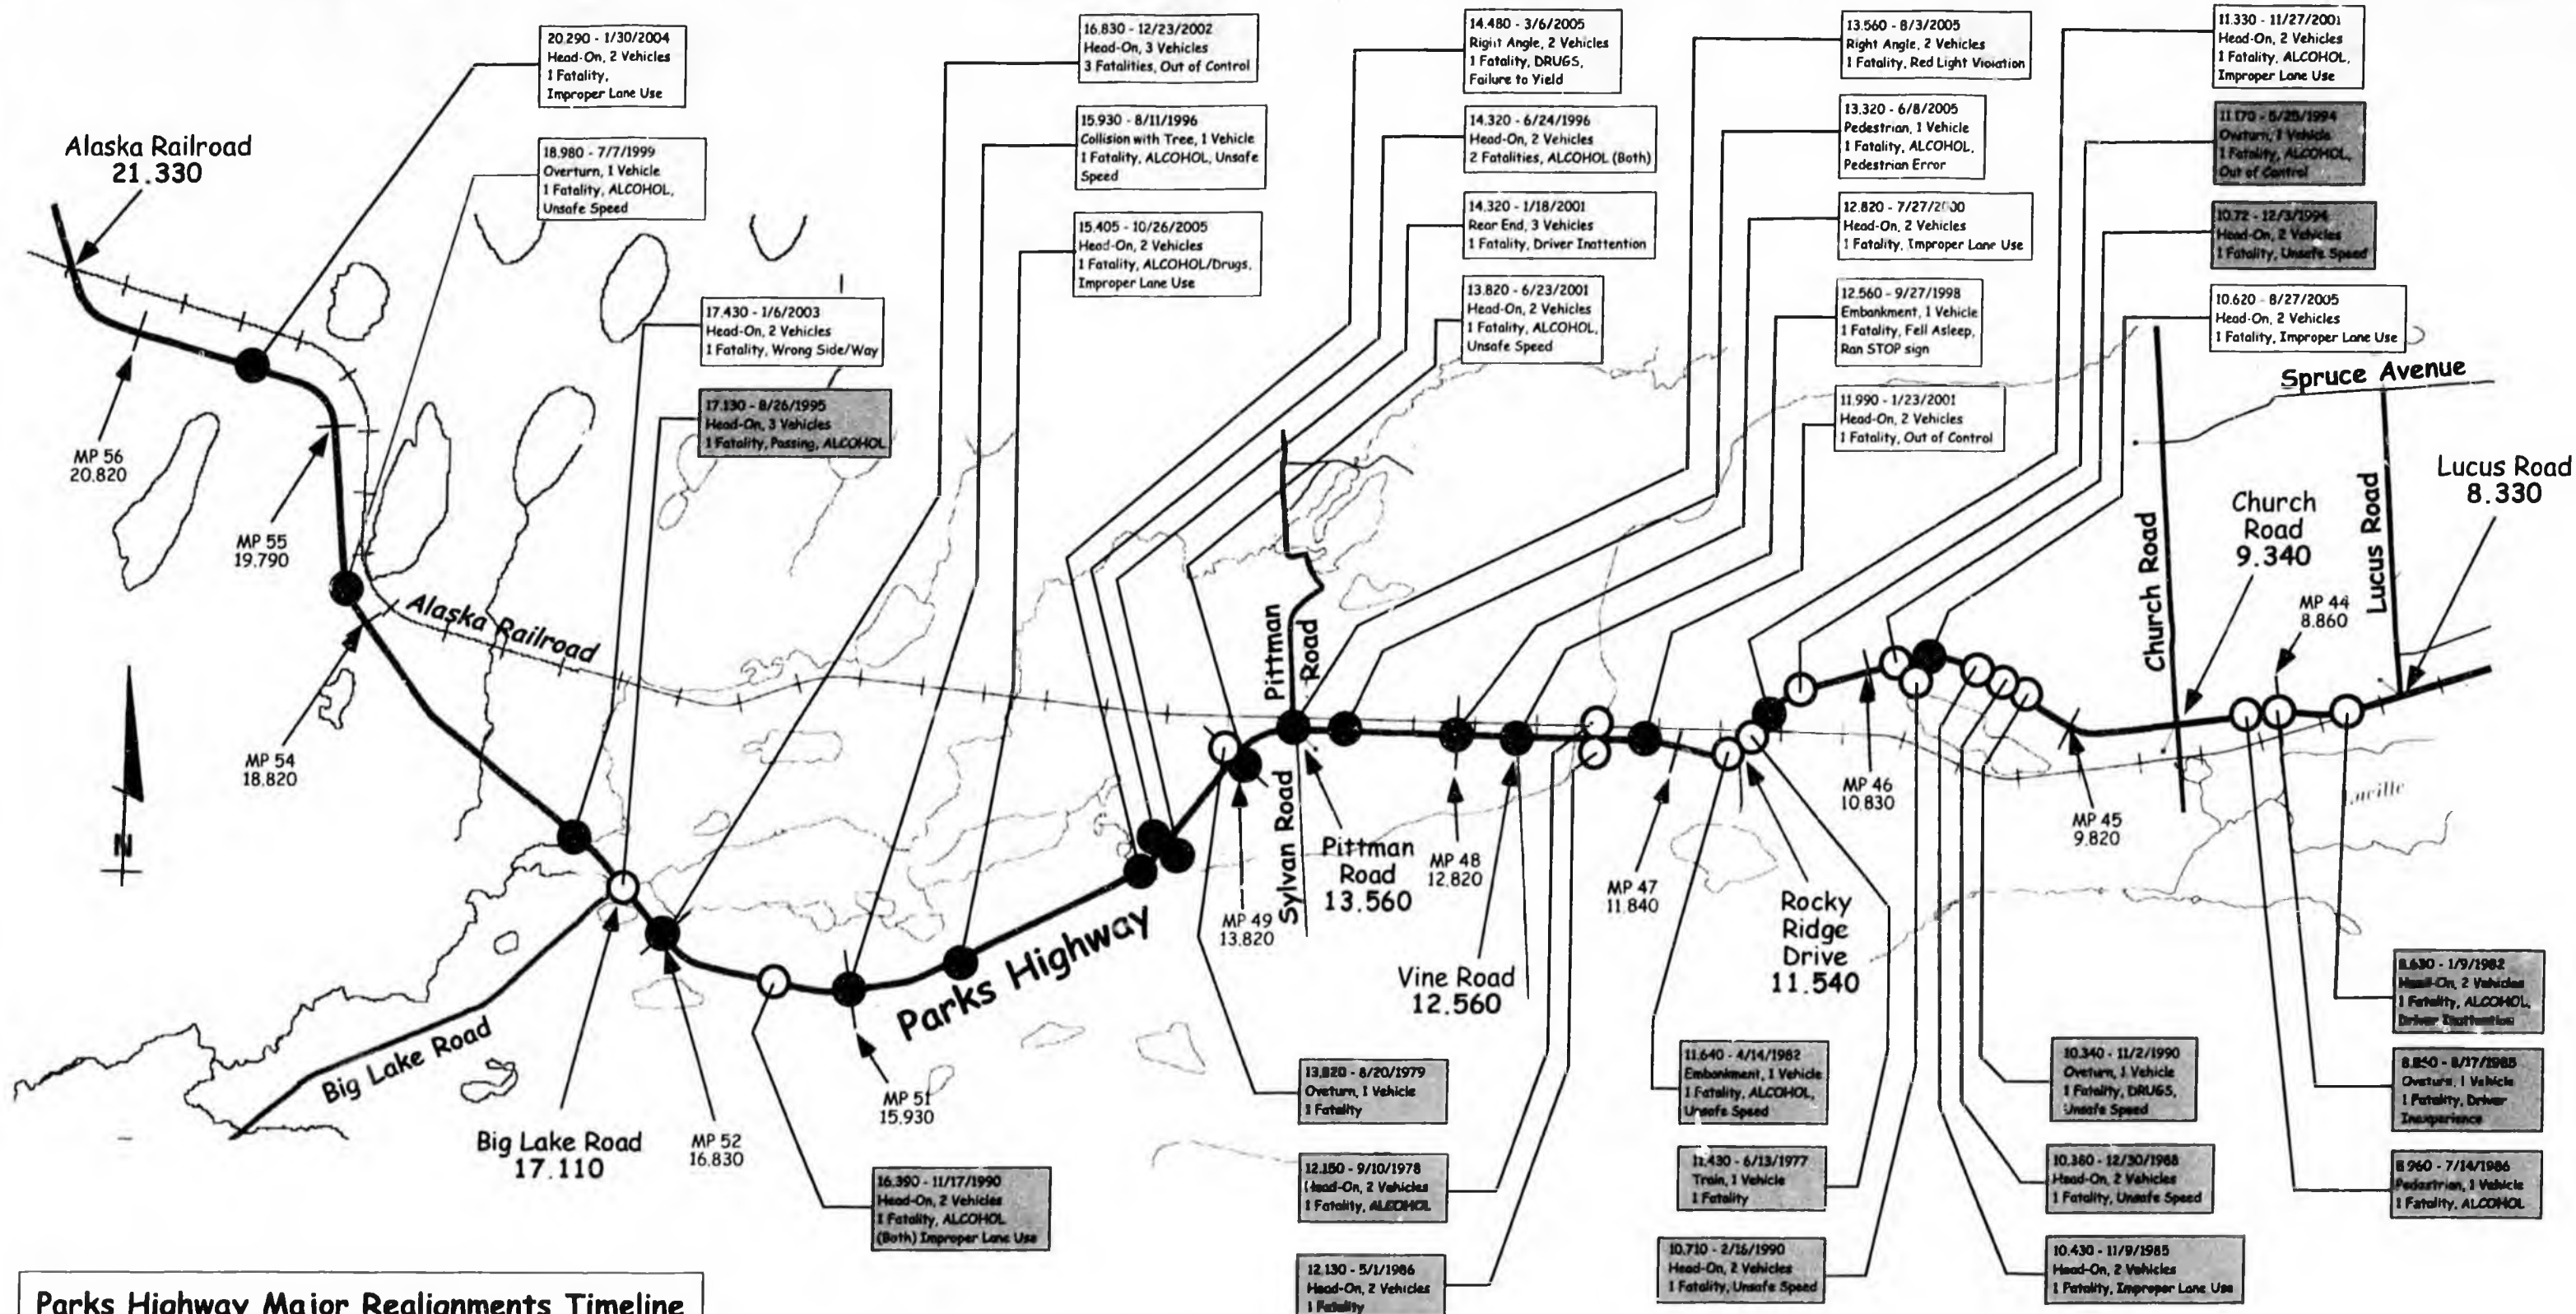 20.290 - 1/30/2004
Head-On, 2 Vehicles
1 Fatality,
Improper Lane Use
18.980 - 7/7/1999
Overturn, 1 Vehicle
1 Fatality, ALCOHOL,
Unsafe Speed
17.430 - 1/6/2003
Head-On, 2 Vehicles
1 Fatality, Wrong Side/Way
17.130 - 8/26/1995
Head-On, 3 Vehicles
1 Fatality, Passing, ALCOHOL
16.830 - 12/23/2002
Head-On, 3 Vehicles
3 Fatalities, Out of Control
15.930 - 8/11/1996
Collision with Tree, 1 Vehicle
1 Fatality, ALCOHOL, Unsafe
Speed
15.405 - 10/26/2005
Head-On, 2 Vehicles
1 Fatality, ALCOHOL/Drugs,
Improper Lane Use
14.480 - 3/6/2005
Right Angle, 2 Vehicles
1 Fatality, DRUGS,
Failure to Yield
14.320 - 6/24/1996
Head-On, 2 Vehicles
2 Fatalities, ALCOHOL (Both)
14.320 - 1/18/2001
Rear End, 3 Vehicles
1 Fatality, Driver Inattention
13.820 - 6/23/2001
Head-On, 2 Vehicles
1 Fatality, ALCOHOL,
Unsafe Speed
13.560 - 8/3/2005
Right Angle, 2 Vehicles
1 Fatality, Red Light Violation
13.320 - 6/8/2005
Pedestrian, 1 Vehicle
1 Fatality, ALCOHOL,
Pedestrian Error
12.820 - 7/27/2000
Head-On, 2 Vehicles
1 Fatality, Improper Lane Use
12.560 - 9/27/1998
Embankment, 1 Vehicle
1 Fatality, Fell Asleep,
Ran STOP sign
11.990 - 1/23/2001
Head-On, 2 Vehicles
1 Fatality, Out of Control
11.330 - 11/27/2001
Head-On, 2 Vehicles
1 Fatality, ALCOHOL,
Improper Lane Use
11.170 - 5/25/1994
Overturn, 1 Vehicle
1 Fatality, ALCOHOL,
Out of Control
10.72 - 12/3/1994
Head-On, 2 Vehicles
1 Fatality, Unsafe Speed
10.620 - 8/27/2005
Head-On, 2 Vehicles
1 Fatality, Improper Lane Use
Alaska Railroad
21.330
MP 56
20.820
MP 55
19.790
MP 54
18.820
Alaska Railroad
N
Big Lake Road
Big Lake Road
17.110
MP 52
16.830
MP 51
15.930
Parks Highway
MP 49
13.820
Sylvan Road
Pittman
Road
Pittman
Road
13.560
MP 48
12.820
Vine Road
12.560
MP 47
11.840
Rocky
Ridge
Drive
11.540
MP 46
10.830
MP 45
9.820
Church Road
Church
Road
9.340
MP 44
8.860
Spruce Avenue
Lucus Road
Lucus Road
8.330
16.390 - 11/17/1990
Head-On, 2 Vehicles
1 Fatality, ALCOHOL
(Both) Improper Lane Use
13.820 - 8/20/1979
Oveturn, 1 Vehicle
1 Fatality
12.150 - 9/10/1978
Head-On, 2 Vehicles
1 Fatality, ALCOHOL
12.130 - 5/1/1986
Head-On, 2 Vehicles
1 Fatality
11.640 - 4/14/1982
Embankment, 1 Vehicle
1 Fatality, ALCOHOL,
Unsafe Speed
11.430 - 6/13/1977
Train, 1 Vehicle
1 Fatality
10.710 - 2/16/1990
Head-On, 2 Vehicles
1 Fatality, Unsafe Speed
10.340 - 11/2/1990
Oveturn, 1 Vehicle
1 Fatality, DRUGS,
Unsafe Speed
10.360 - 12/30/1988
Head-On, 2 Vehicles
1 Fatality, Unsafe Speed
10.430 - 11/9/1985
Head-On, 2 Vehicles
1 Fatality, Improper Lane Use
8.630 - 1/9/1982
Head-On, 2 Vehicles
1 Fatality, ALCOHOL,
Driver Inattention
8.850 - 8/17/1985
Oveturn, 1 Vehicle
1 Fatality, Driver
Inexperience
8.960 - 7/14/1986
Pedestrian, 1 Vehicle
1 Fatality, ALCOHOL
Parks Highway Major Realignments Timeline